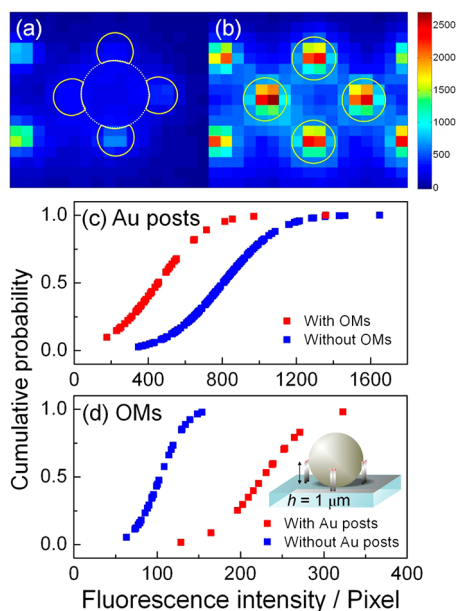 (a)
(b)
2500
2000
1500
1000
500
0
Cumulative probability
1.0
0.5
0.0
(c) Au posts
With OMs
Without OMs
400
800
1200
1600
1.0
0.5
0.0
(d) OMs
h = 1 μm
With Au posts
Without Au posts
0
100
200
300
400
Fluorescence intensity / Pixel